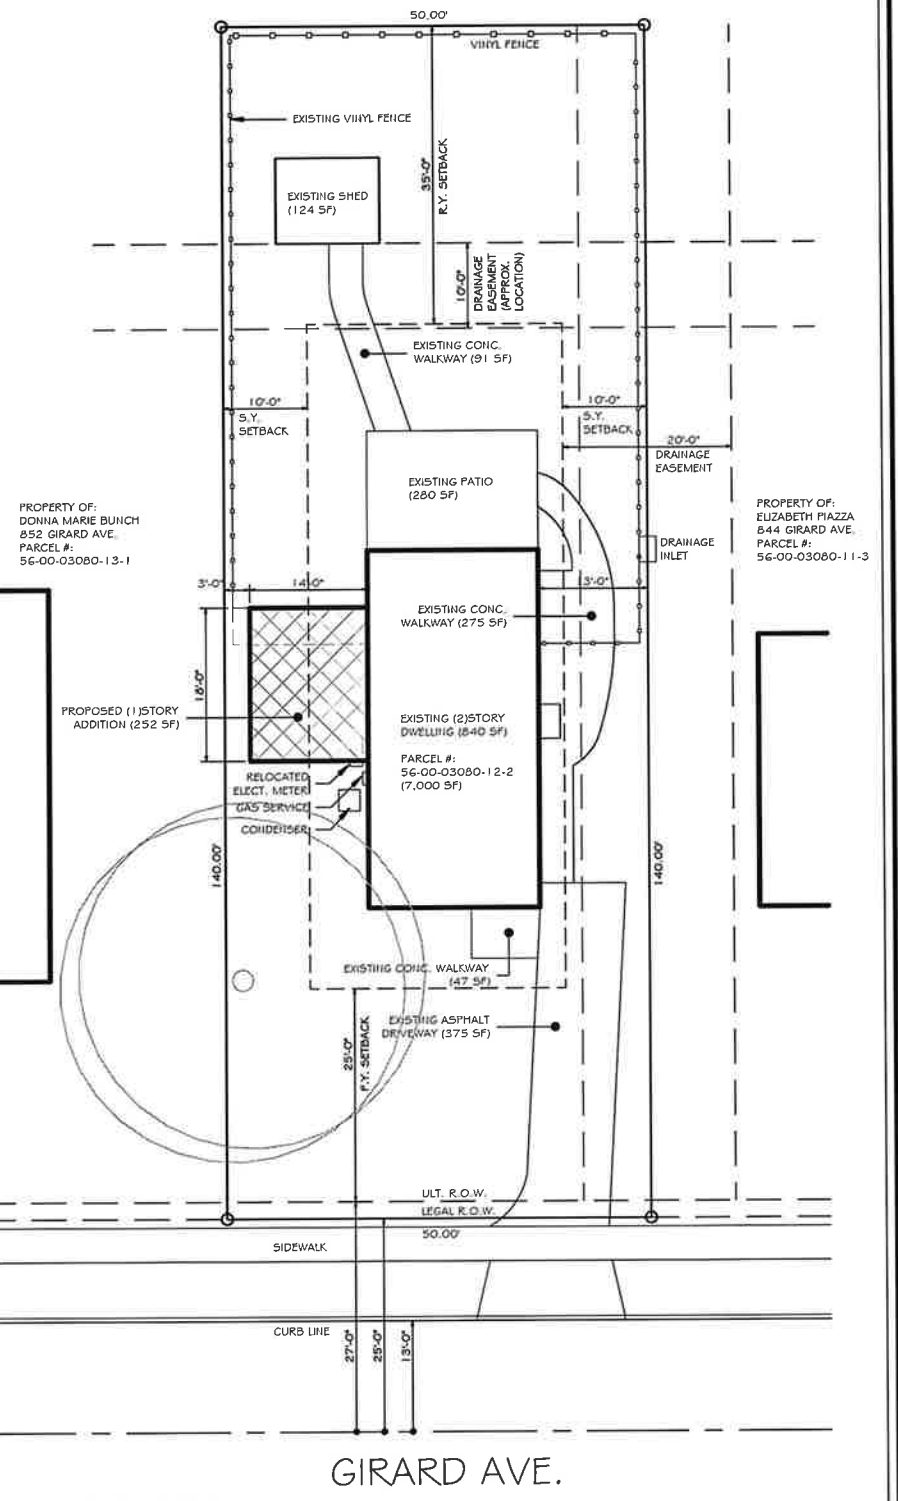 50.00'
VINYL FENCE
EXISTING VINYL FENCE
35'-0"
R.Y. SETBACK
EXISTING SHED
(124 SF)
10'-0"
DRAINAGE
EASEMENT
(APPROX.
LOCATION)
EXISTING CONC.
WALKWAY (91 SF)
10'-0"
S.Y.
SETBACK
10'-0"
S.Y.
SETBACK
20'-0"
DRAINAGE
EASEMENT
EXISTING PATIO
(280 SF)
PROPERTY OF:
DONNA MARIE BUNCH
852 GIRARD AVE.
PARCEL #:
56-00-03080-13-1
PROPERTY OF:
ELIZABETH PIAZZA
844 GIRARD AVE.
PARCEL #:
56-00-03080-11-3
DRAINAGE
INLET
3'-0"
14'-0"
13'-0"
EXISTING CONC.
WALKWAY (275 SF)
18'-0"
PROPOSED (1)STORY
ADDITION (252 SF)
EXISTING (2)STORY
DWELLING (840 SF)
PARCEL #:
56-00-03080-12-2
(7,000 SF)
RELOCATED
ELECT. METER
GAS SERVICE
CONDENSER
140.00'
140.00'
EXISTING CONC. WALKWAY
(47 SF)
EXISTING ASPHALT
DRIVEWAY (375 SF)
25'-0"
F.Y. SETBACK
ULT. R.O.W.
LEGAL R.O.W.
50.00'
SIDEWALK
CURB LINE
27'-0"
25'-0"
13'-0"
GIRARD AVE.